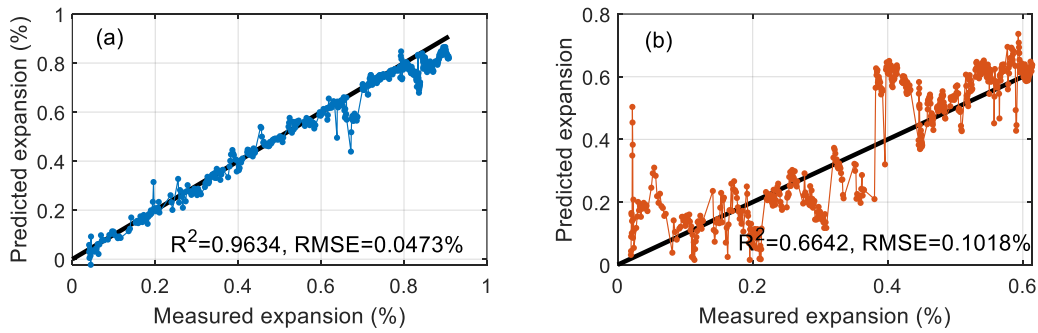 (a)
Predicted expansion (%)
1
0.8
0.6
0.4
0.2
0
R²=0.9634, RMSE=0.0473%
0
0.2
0.4
0.6
0.8
1
Measured expansion (%)
(b)
Predicted expansion
0.8
0.6
0.4
0.2
0
R²=0.6642, RMSE=0.1018%
0
0.2
0.4
0.6
Measured expansion (%)